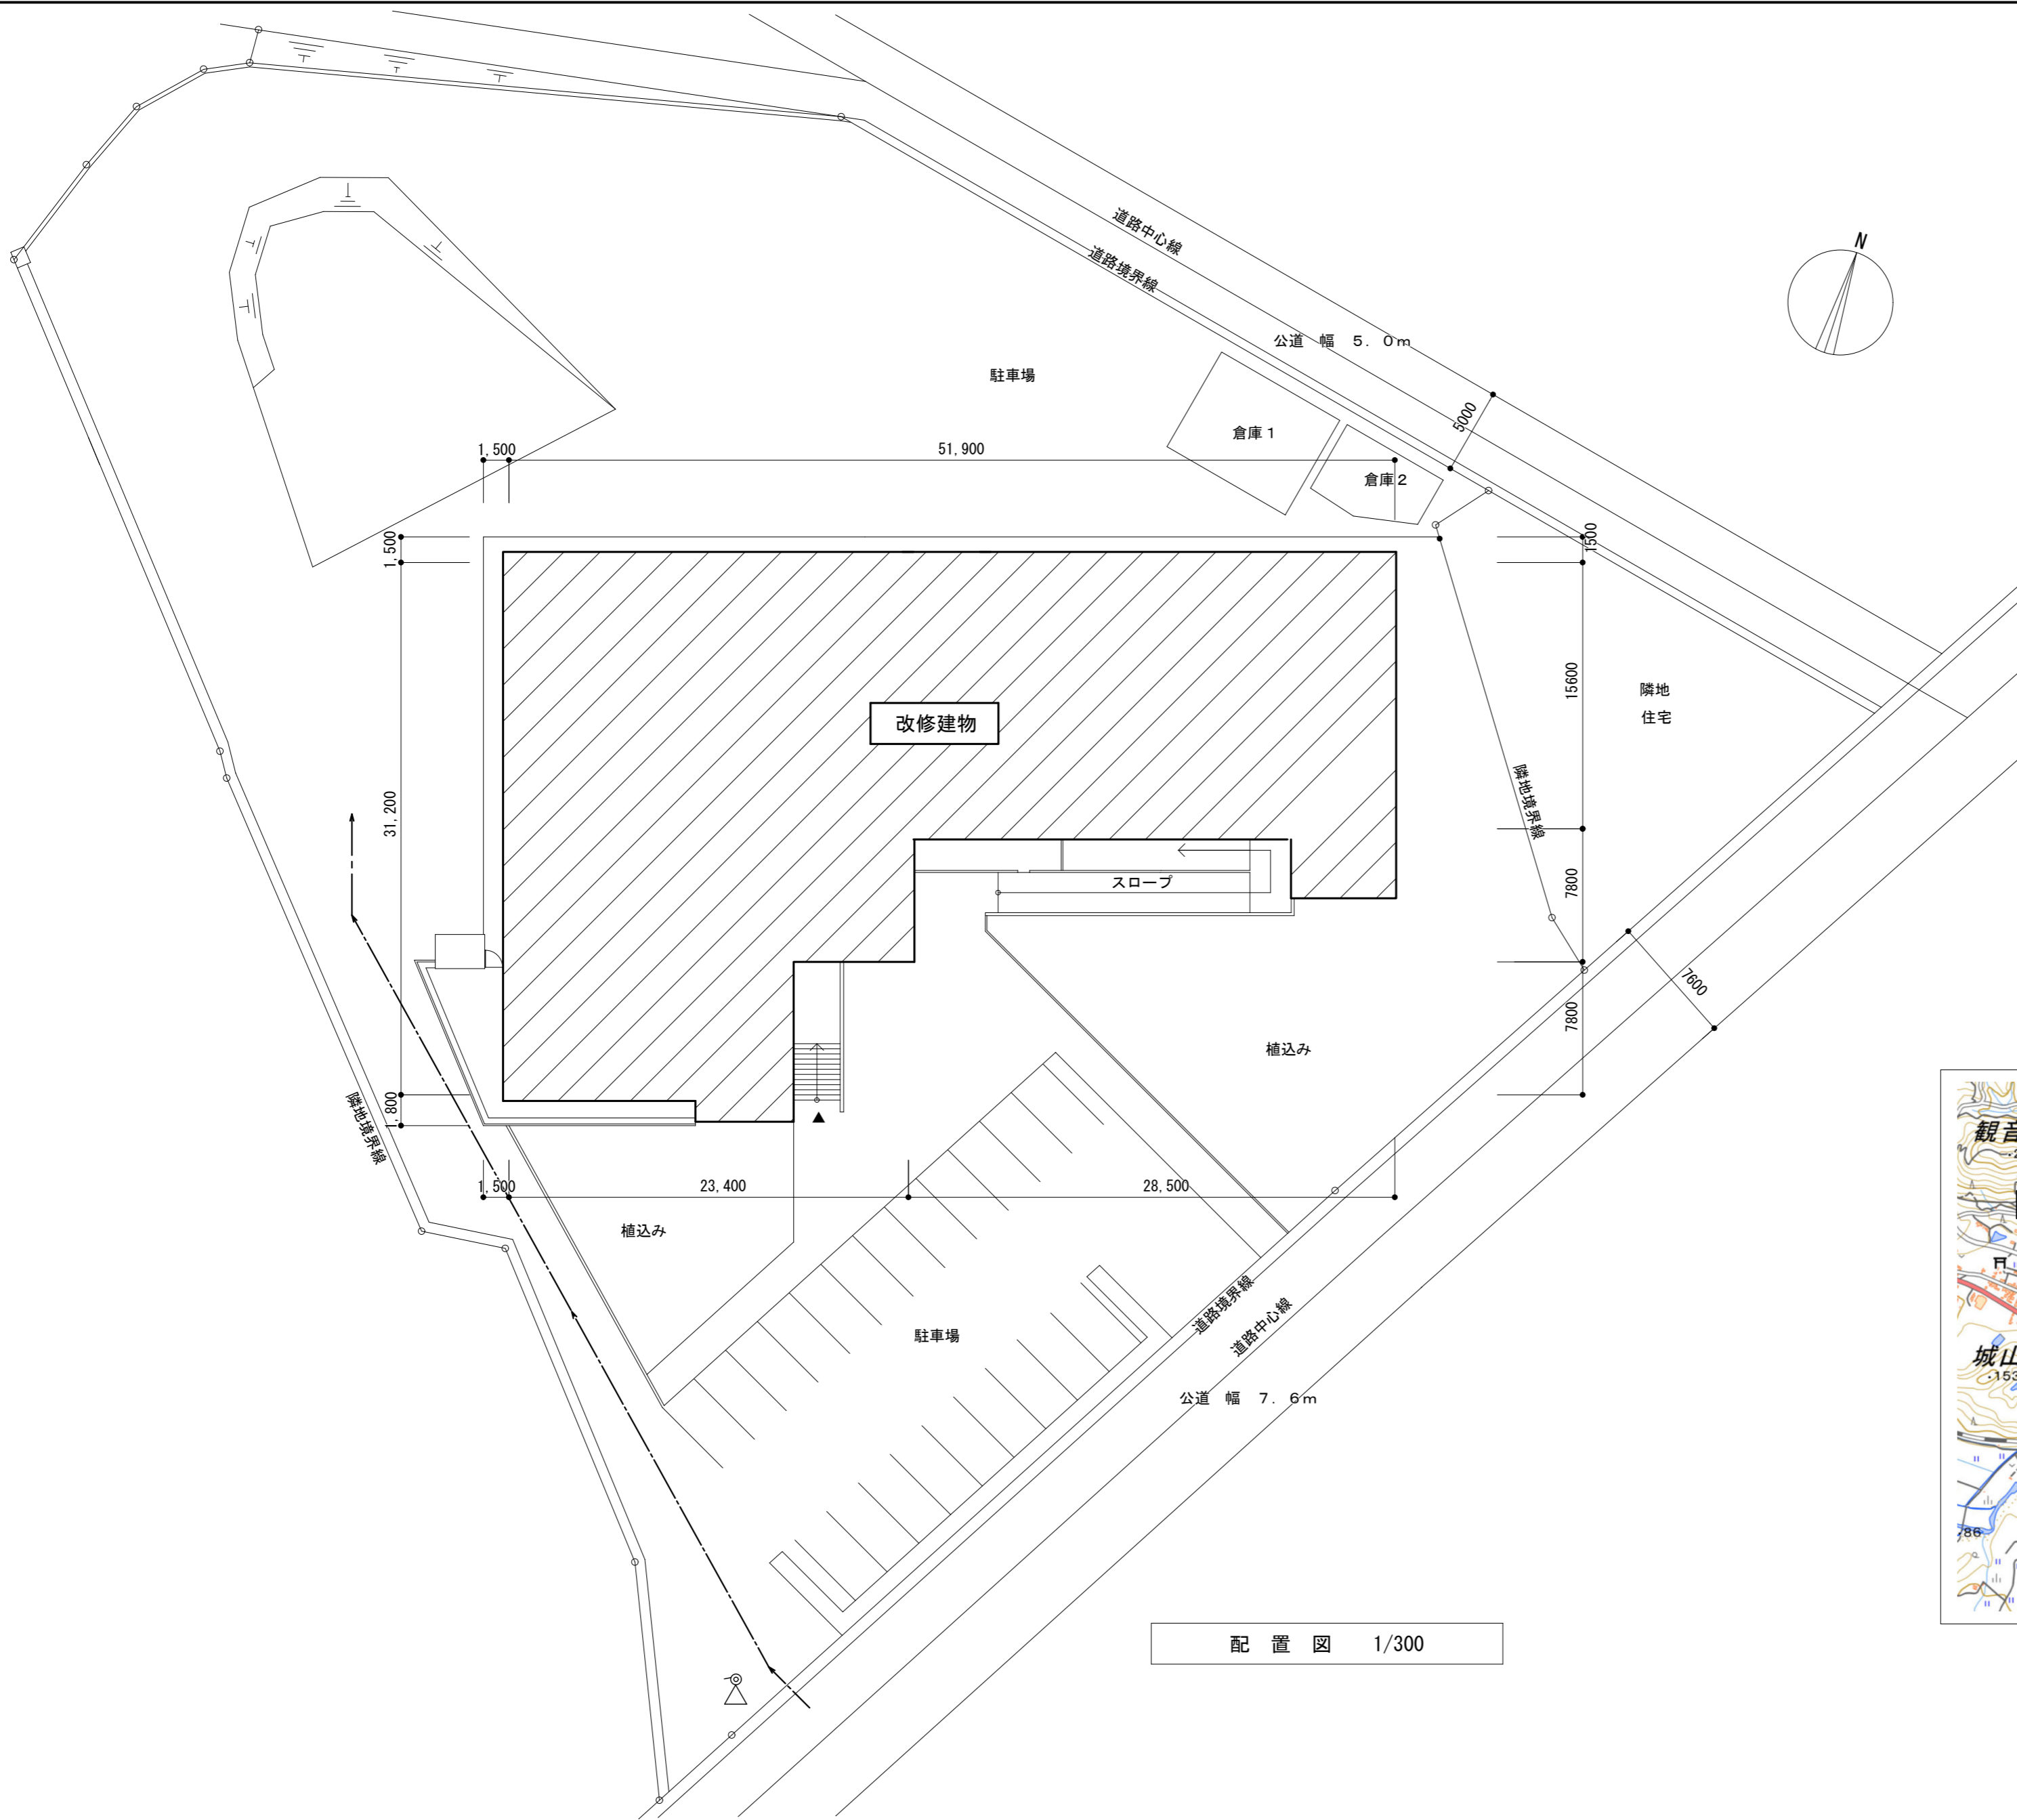 道路中心線
道路境界線
N
公道 幅 5.0m
駐車場
5000
倉庫1
倉庫2
1,500
51,900
1,500
1500
15600
隣地
住宅
改修建物
隣地境界線
31,200
7800
スロープ
7600
7800
植込み
1,800
隣地境界線
1,500
23,400
28,500
植込み
道路境界線
道路中心線
駐車場
公道 幅 7.6m
観音
城山
・153
86
配 置 図 1/300